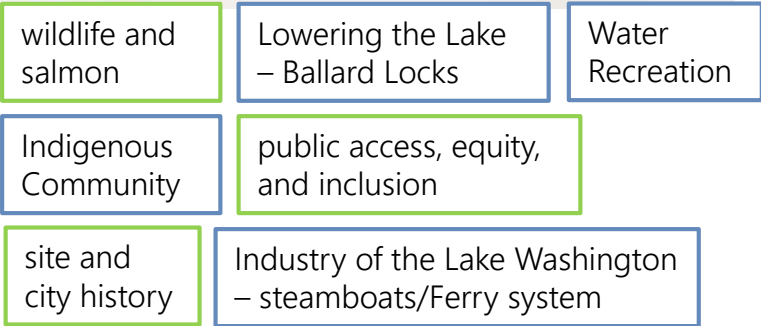 wildlife and
salmon
Lowering the Lake
– Ballard Locks
Water
Recreation
Indigenous
Community
public access, equity,
and inclusion
site and
city history
Industry of the Lake Washington
– steamboats/Ferry system